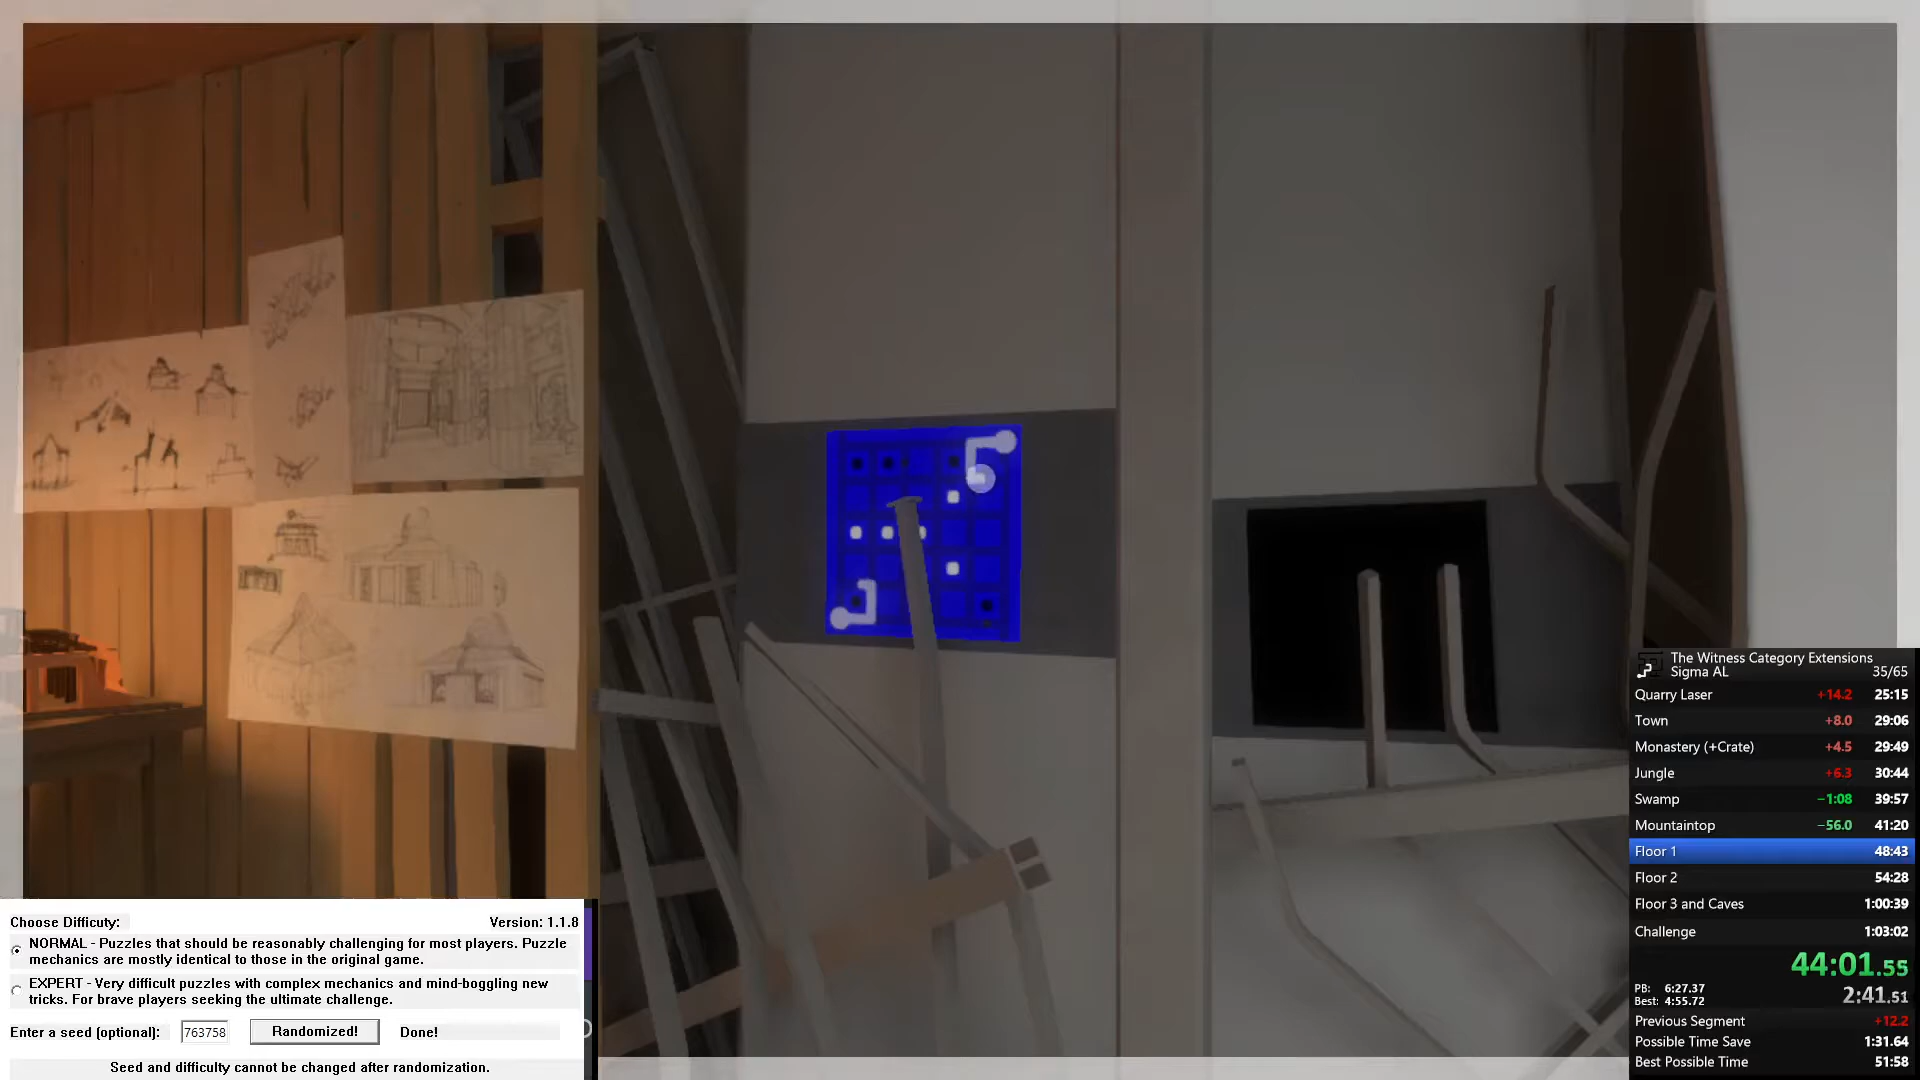 The Witness Category Extensions
Sigma AL 35/65
Quarry Laser +14.2 25:15
Town +8.0 29:06
Monastery (+Crate) +4.5 29:49
Jungle +6.3 30:44
Swamp −1:08 39:57
Mountaintop −56.0 41:20
Floor 1 48:43
Floor 2 54:28
Floor 3 and Caves 1:00:39
Challenge 1:03:02
44:01.55
PB: 6:27.37
Best: 4:55.72
2:41.51
Previous Segment +12.2
Possible Time Save 1:31.64
Best Possible Time 51:58
Choose Difficuty: Version: 1.1.8
NORMAL - Puzzles that should be reasonably challenging for most players. Puzzle
mechanics are mostly identical to those in the original game.
EXPERT - Very difficult puzzles with complex mechanics and mind-boggling new
tricks. For brave players seeking the ultimate challenge.
Enter a seed (optional): 763758 Randomized! Done!
Seed and difficulty cannot be changed after randomization.